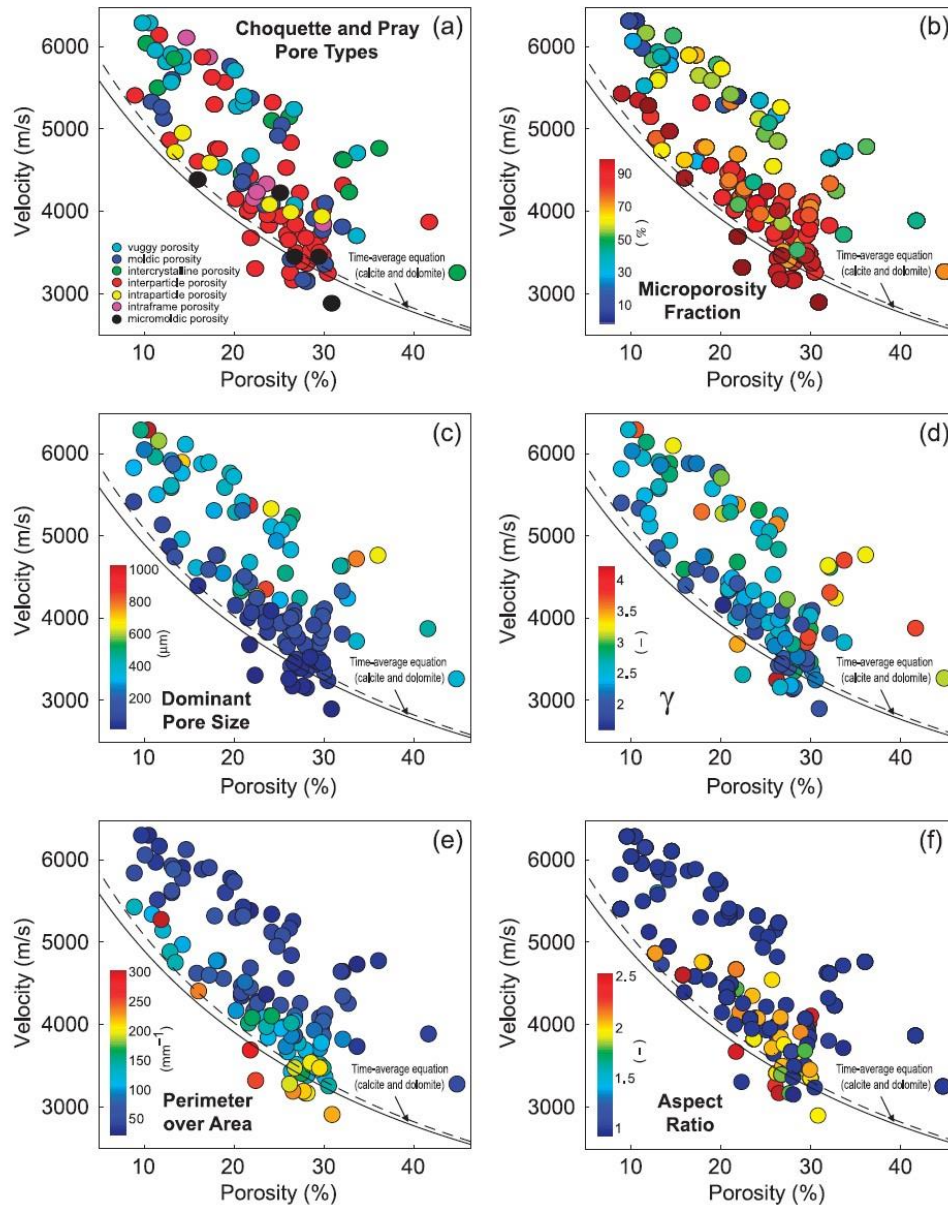 (a)
Choquette and Pray
Pore Types
6000
5000
4000
3000
Velocity (m/s)
vuggy porosity
moldic porosity
intercrystalline porosity
interparticle porosity
intraparticle porosity
intraframe porosity
micromoldic porosity
Time-average equation
(calcite and dolomite)
10 20 30 40
Porosity (%)
(b)
6000
5000
4000
3000
Velocity (m/s)
90
70
50
30
10
(%)
Time-average equation
(calcite and dolomite)
Microporosity
Fraction
10 20 30 40
Porosity (%)
(c)
6000
5000
4000
3000
Velocity (m/s)
1000
800
600
400
200
(μm)
Time-average equation
(calcite and dolomite)
Dominant
Pore Size
10 20 30 40
Porosity (%)
(d)
6000
5000
4000
3000
Velocity (m/s)
4
3.5
3
2.5
2
(−)
Time-average equation
(calcite and dolomite)
γ
10 20 30 40
Porosity (%)
(e)
6000
5000
4000
3000
Velocity (m/s)
300
250
200
150
100
50
(mm⁻¹)
Time-average equation
(calcite and dolomite)
Perimeter
over Area
10 20 30 40
Porosity (%)
(f)
6000
5000
4000
3000
Velocity (m/s)
2.5
2
1.5
1
(−)
Time-average equation
(calcite and dolomite)
Aspect
Ratio
10 20 30 40
Porosity (%)